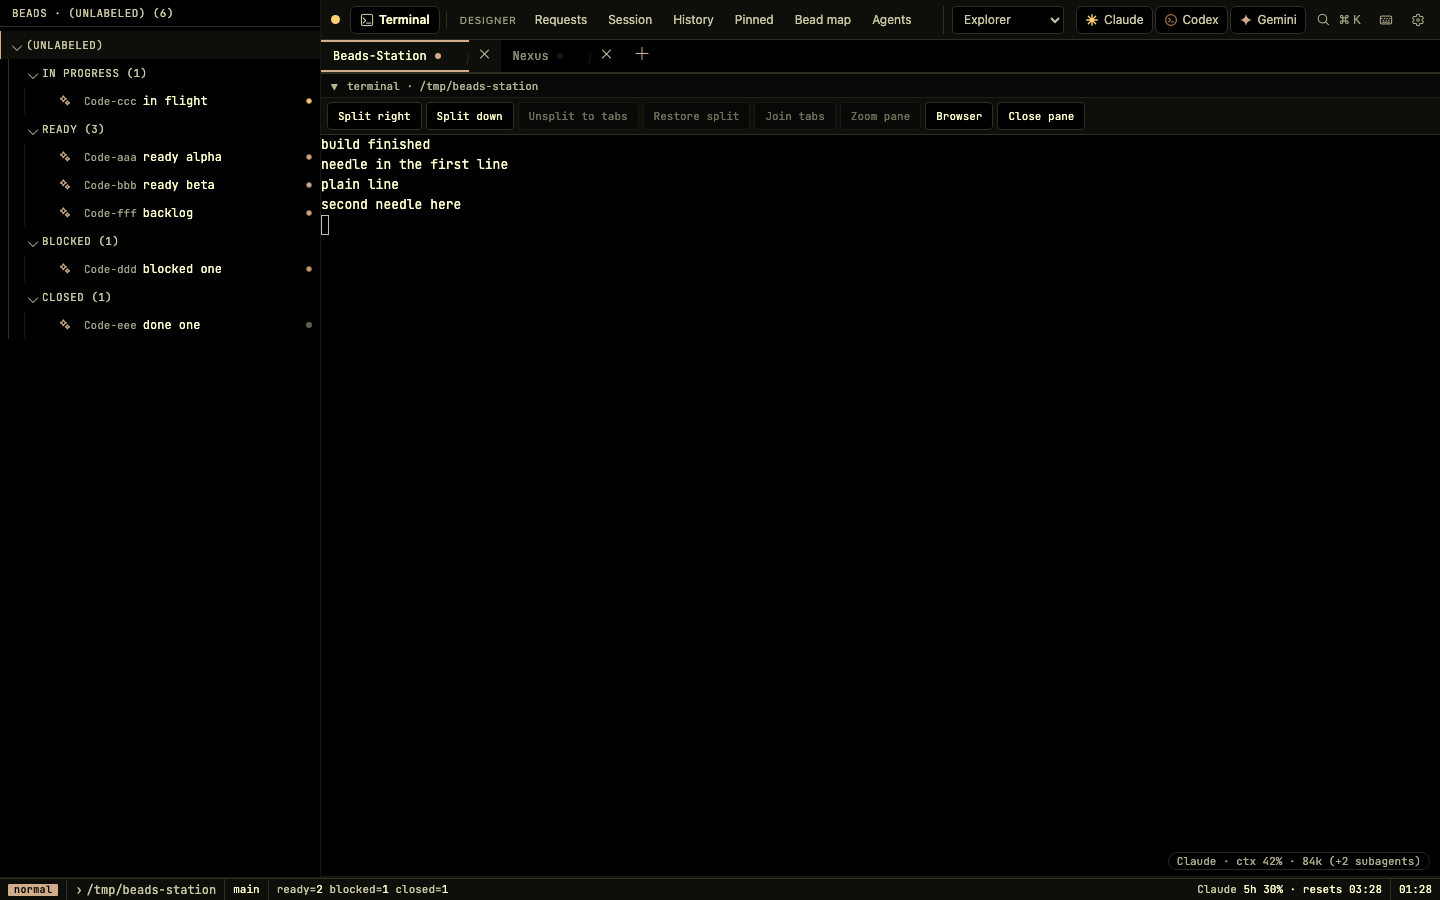 BEADS · (UNLABELED) (6)
(UNLABELED)
IN PROGRESS (1)
Code-ccc in flight
READY (3)
Code-aaa ready alpha
Code-bbb ready beta
Code-fff backlog
BLOCKED (1)
Code-ddd blocked one
CLOSED (1)
Code-eee done one
Terminal DESIGNER Requests Session History Pinned Bead map Agents Explorer Claude Codex Gemini ⌘K
Beads-Station Nexus
terminal · /tmp/beads-station
Split right Split down Unsplit to tabs Restore split Join tabs Zoom pane Browser Close pane
build finished
needle in the first line
plain line
second needle here
Claude · ctx 42% · 84k (+2 subagents)
normal ❯ /tmp/beads-station main ready=2 blocked=1 closed=1 Claude 5h 30% · resets 03:28 01:28